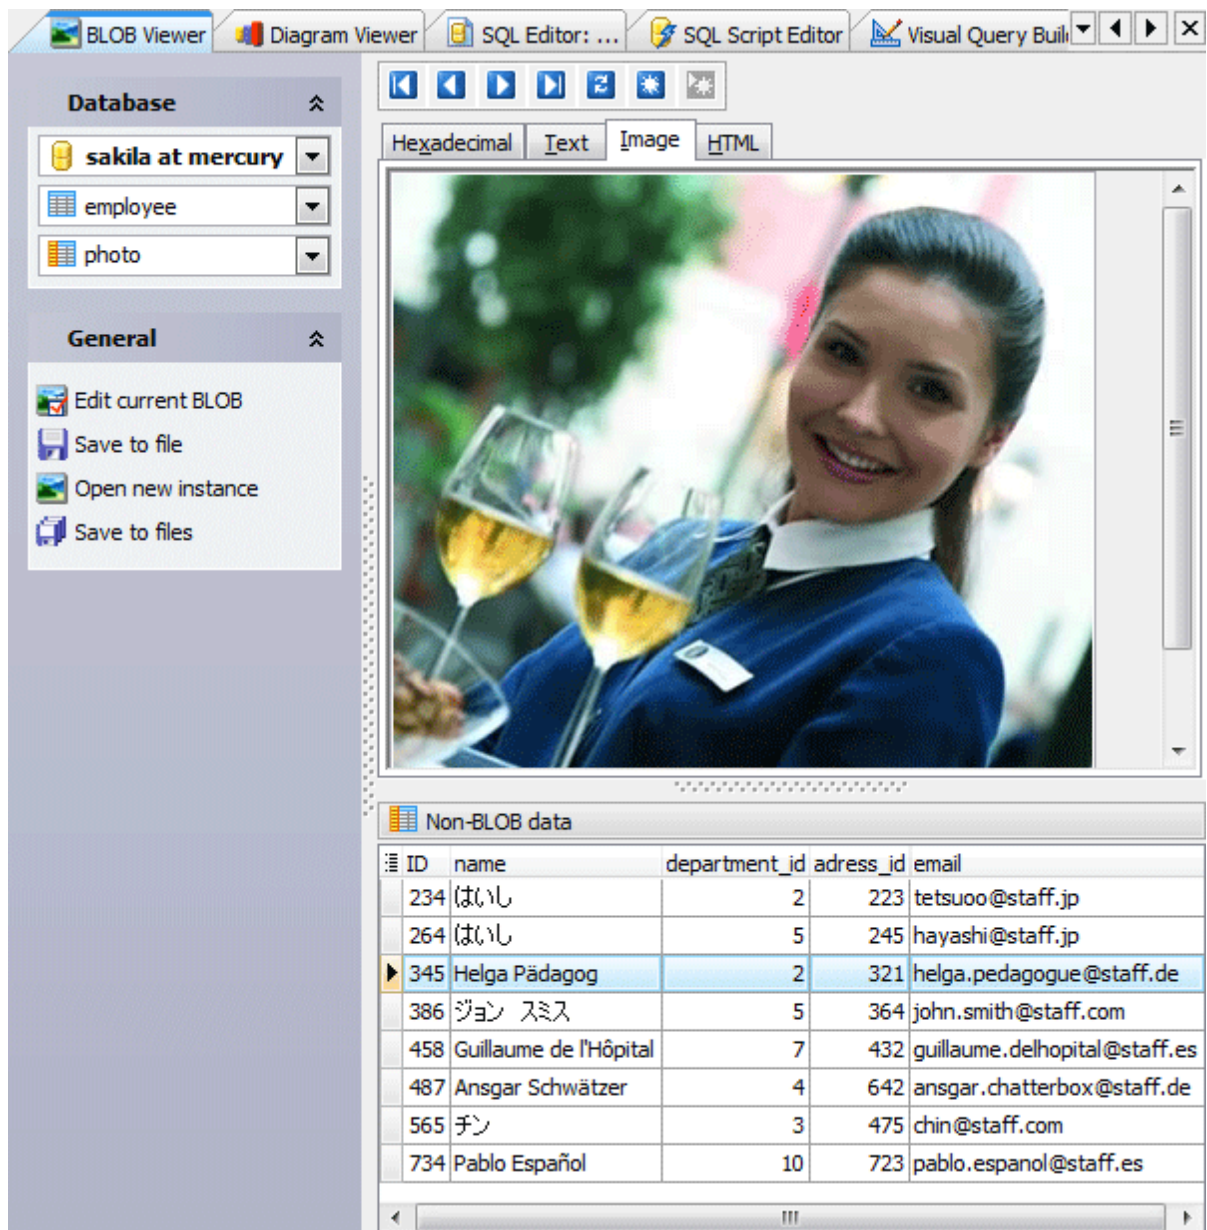 BLOB Viewer Diagram Viewer SQL Editor: ... SQL Script Editor Visual Query Buil
Database
sakila at mercury
employee
photo
General
Edit current BLOB
Save to file
Open new instance
Save to files
Hexadecimal Text Image HTML
Non-BLOB data
ID name department_id adress_id email
234 はいし 2 223 tetsuoo@staff.jp
264 はいし 5 245 hayashi@staff.jp
345 Helga Pädagog 2 321 helga.pedagogue@staff.de
386 ジョン スミス 5 364 john.smith@staff.com
458 Guillaume de l'Hôpital 7 432 guillaume.delhopital@staff.es
487 Ansgar Schwätzer 4 642 ansgar.chatterbox@staff.de
565 チン 3 475 chin@staff.com
734 Pablo Español 10 723 pablo.espanol@staff.es